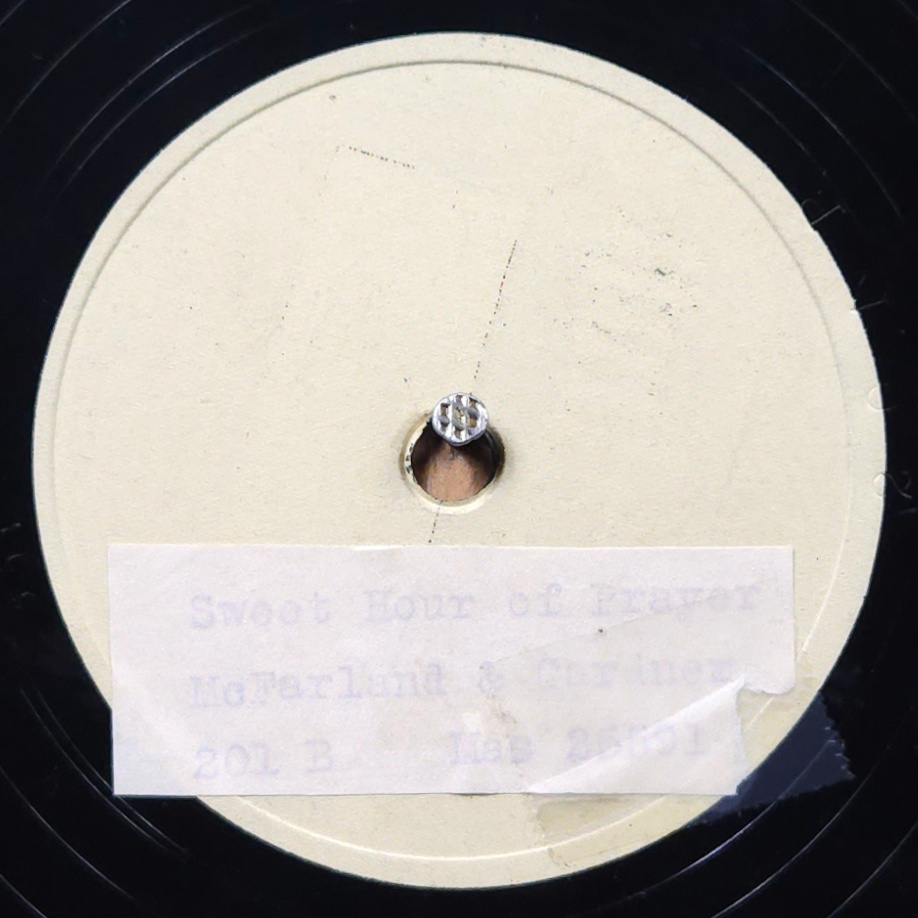 Sweet Hour of Prayer
McFarland & Gardner
201 B Mas